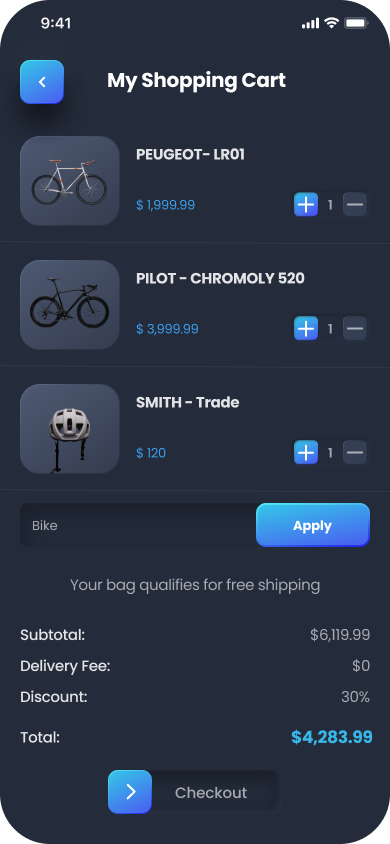 9:41
My Shopping Cart
PEUGEOT- LR01
$ 1,999.99
1
PILOT - CHROMOLY 520
$ 3,999.99
1
SMITH - Trade
$ 120
1
Bike
Apply
Your bag qualifies for free shipping
Subtotal: $6,119.99
Delivery Fee: $0
Discount: 30%
Total: $4,283.99
Checkout